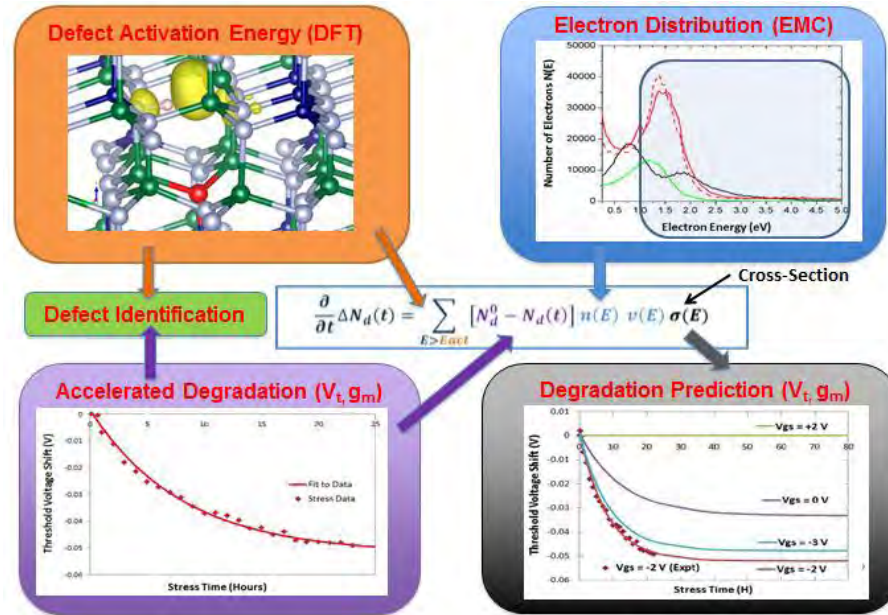 Defect Activation Energy (DFT)
Electron Distribution (EMC)
50000
40000
30000
20000
10000
0
Number of Electrons N(E)
0.5 1.0 1.5 2.0 2.5 3.0 3.5 4.0 4.5 5.0
Electron Energy (eV)
Cross-Section
Defect Identification
∂/∂t ΔN_d(t) = ∑_{E>Eact} [N_d^0 − N_d(t)] n(E) v(E) σ(E)
Accelerated Degradation (V_t, g_m)
0 5 10 15 20 25
0
-0.01
-0.02
-0.03
-0.04
-0.05
-0.06
Threshold Voltage Shift (V)
Fit to Data
Stress Data
Stress Time (Hours)
Degradation Prediction (V_t, g_m)
0.01
0
-0.01
-0.02
-0.03
-0.04
-0.05
-0.06
Threshold Voltage Shift (V)
0 10 20 30 40 50 60 70 80
Vgs = +2 V
Vgs = 0 V
Vgs = -3 V
Vgs = -2 V (Expt)
Vgs = -2 V
Stress Time (H)